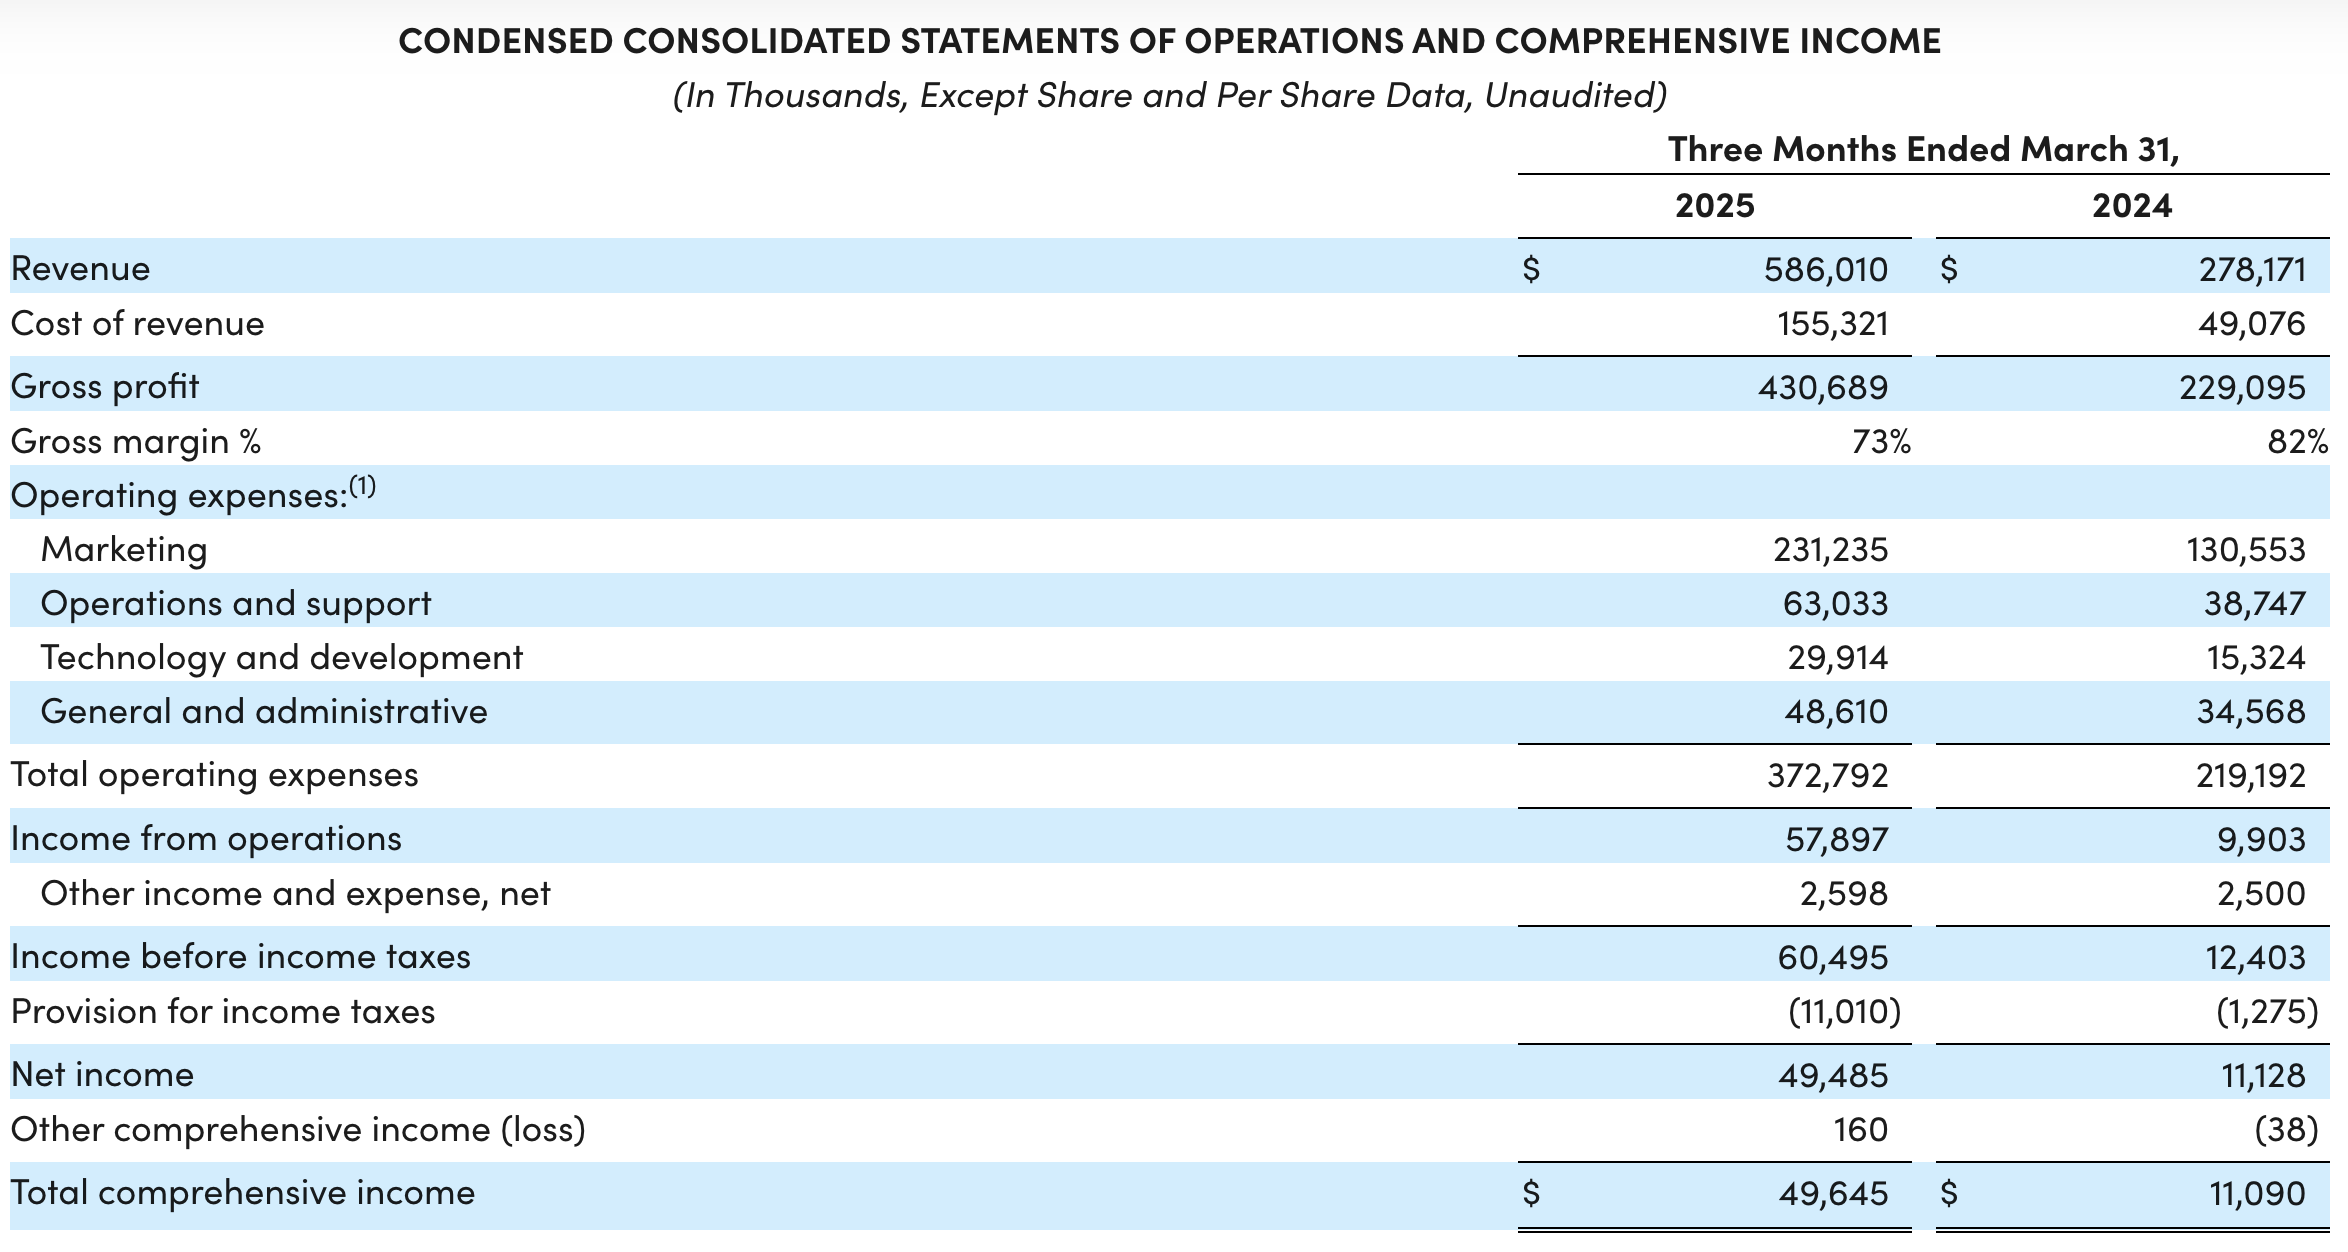 CONDENSED CONSOLIDATED STATEMENTS OF OPERATIONS AND COMPREHENSIVE INCOME
(In Thousands, Except Share and Per Share Data, Unaudited)
Three Months Ended March 31,
2025 2024
Revenue $ 586,010 $ 278,171
Cost of revenue 155,321 49,076
Gross profit 430,689 229,095
Gross margin % 73% 82%
Operating expenses:(1)
Marketing 231,235 130,553
Operations and support 63,033 38,747
Technology and development 29,914 15,324
General and administrative 48,610 34,568
Total operating expenses 372,792 219,192
Income from operations 57,897 9,903
Other income and expense, net 2,598 2,500
Income before income taxes 60,495 12,403
Provision for income taxes (11,010) (1,275)
Net income 49,485 11,128
Other comprehensive income (loss) 160 (38)
Total comprehensive income $ 49,645 $ 11,090